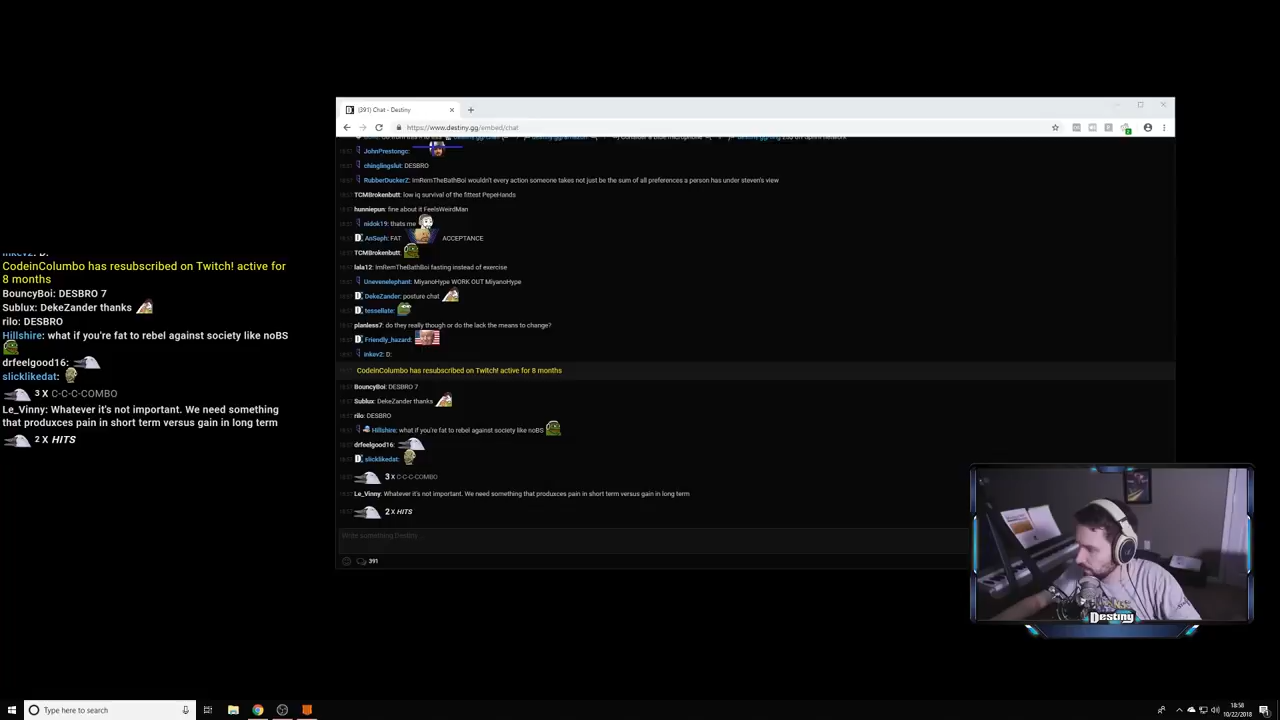 (391) Chat - Destiny
https://www.destiny.gg/embed/chat
JohnPrestongc:
chinglingslut: DESBRO
RubberDuckerZ: ImRemTheBathBoi wouldn't every action someone takes not just be the sum of all preferences a person has under steven's view
TCMBrokenbutt: low iq survival of the fittest PepeHands
hunniepun: fine about it FeelsWeirdMan
nidok19: thats me
AnSeph: FAT ACCEPTANCE
TCMBrokenbutt:
lala12: ImRemTheBathBoi fasting instead of exercise
Unevenelephant: MiyanoHype WORK OUT MiyanoHype
DekeZander: posture chat
tessellate:
planless7: do they really though or do the lack the means to change?
Friendly_hazard:
inkev2: D:
CodeinColumbo has resubscribed on Twitch! active for 8 months
BouncyBoi: DESBRO 7
Sublux: DekeZander thanks
rilo: DESBRO
Hillshire: what if you're fat to rebel against society like noBS
drfeelgood16:
slicklikedat:
3 X C-C-C-COMBO
Le_Vinny: Whatever it's not important. We need something that produxces pain in short term versus gain in long term
2 X HITS
Write something Destiny
391
inkev2: D:
CodeinColumbo has resubscribed on Twitch! active for
8 months
BouncyBoi: DESBRO 7
Sublux: DekeZander thanks
rilo: DESBRO
Hillshire: what if you're fat to rebel against society like noBS
drfeelgood16:
slicklikedat:
3 X C-C-C-COMBO
Le_Vinny: Whatever it's not important. We need something
that produxces pain in short term versus gain in long term
2 X HITS
Destiny
Type here to search
18:58
10/22/2018